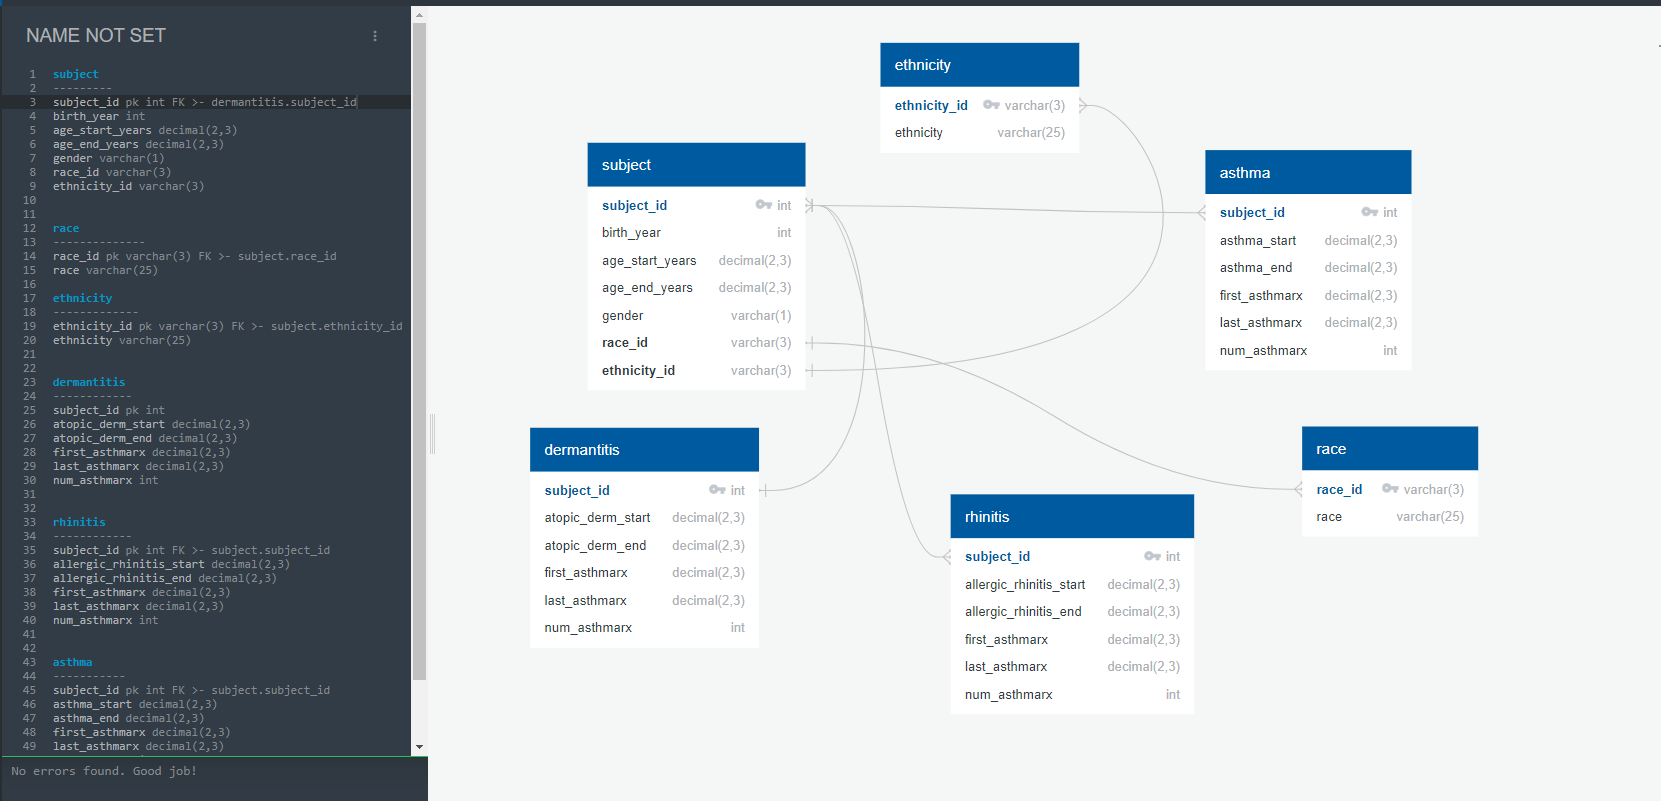 NAME NOT SET
1 subject
2 ---------
3 subject_id pk int FK >- dermantitis.subject_id
4 birth_year int
5 age_start_years decimal(2,3)
6 age_end_years decimal(2,3)
7 gender varchar(1)
8 race_id varchar(3)
9 ethnicity_id varchar(3)
10
11
12 race
13 --------------
14 race_id pk varchar(3) FK >- subject.race_id
15 race varchar(25)
16
17 ethnicity
18 -------------
19 ethnicity_id pk varchar(3) FK >- subject.ethnicity_id
20 ethnicity varchar(25)
21
22
23 dermantitis
24 ------------
25 subject_id pk int
26 atopic_derm_start decimal(2,3)
27 atopic_derm_end decimal(2,3)
28 first_asthmarx decimal(2,3)
29 last_asthmarx decimal(2,3)
30 num_asthmarx int
31
32
33 rhinitis
34 ------------
35 subject_id pk int FK >- subject.subject_id
36 allergic_rhinitis_start decimal(2,3)
37 allergic_rhinitis_end decimal(2,3)
38 first_asthmarx decimal(2,3)
39 last_asthmarx decimal(2,3)
40 num_asthmarx int
41
42
43 asthma
44 -----------
45 subject_id pk int FK >- subject.subject_id
46 asthma_start decimal(2,3)
47 asthma_end decimal(2,3)
48 first_asthmarx decimal(2,3)
49 last_asthmarx decimal(2,3)
No errors found. Good job!
ethnicity
ethnicity_id varchar(3)
ethnicity varchar(25)
subject
subject_id int
birth_year int
age_start_years decimal(2,3)
age_end_years decimal(2,3)
gender varchar(1)
race_id varchar(3)
ethnicity_id varchar(3)
asthma
subject_id int
asthma_start decimal(2,3)
asthma_end decimal(2,3)
first_asthmarx decimal(2,3)
last_asthmarx decimal(2,3)
num_asthmarx int
dermantitis
subject_id int
atopic_derm_start decimal(2,3)
atopic_derm_end decimal(2,3)
first_asthmarx decimal(2,3)
last_asthmarx decimal(2,3)
num_asthmarx int
rhinitis
subject_id int
allergic_rhinitis_start decimal(2,3)
allergic_rhinitis_end decimal(2,3)
first_asthmarx decimal(2,3)
last_asthmarx decimal(2,3)
num_asthmarx int
race
race_id varchar(3)
race varchar(25)